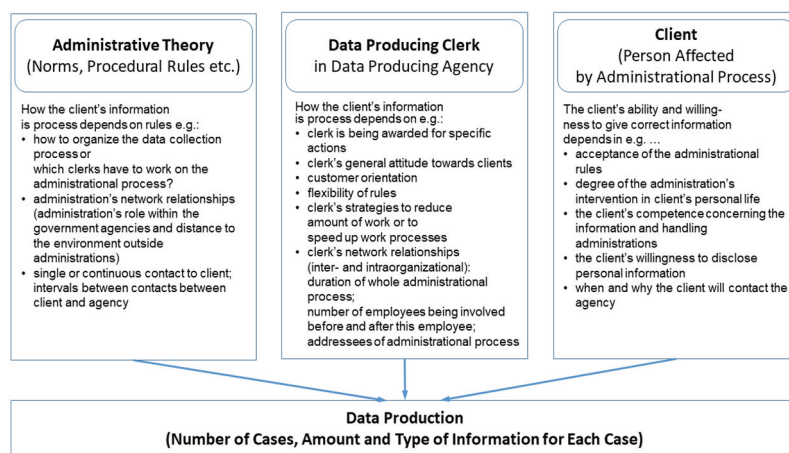 Administrative Theory
(Norms, Procedural Rules etc.)
How the client's information
is process depends on rules e.g.:
• how to organize the data collection
process or
which clerks have to work on the
administrational process?
• administration's network relationships
(administration's role within the
government agencies and distance to
the environment outside
administrations)
• single or continuous contact to client;
intervals between contacts between
client and agency
Data Producing Clerk
in Data Producing Agency
How the client's information
is process depends on e.g.:
• clerk is being awarded for specific
actions
• clerk's general attitude towards clients
• customer orientation
• flexibility of rules
• clerk's strategies to reduce
amount of work or to
speed up work processes
• clerk's network relationships
(inter- and intraorganizational):
duration of whole administrational
process;
number of employees being involved
before and after this employee;
addressees of administrational process
Client
(Person Affected
by Administrational Process)
The client's ability and willing-
ness to give correct information
depends in e.g. ...
• acceptance of the administrational
rules
• degree of the administration's
intervention in client's personal life
• the client's competence concerning the
information and handling
administrations
• the client's willingness to disclose
personal information
• when and why the client will contact the
agency
Data Production
(Number of Cases, Amount and Type of Information for Each Case)